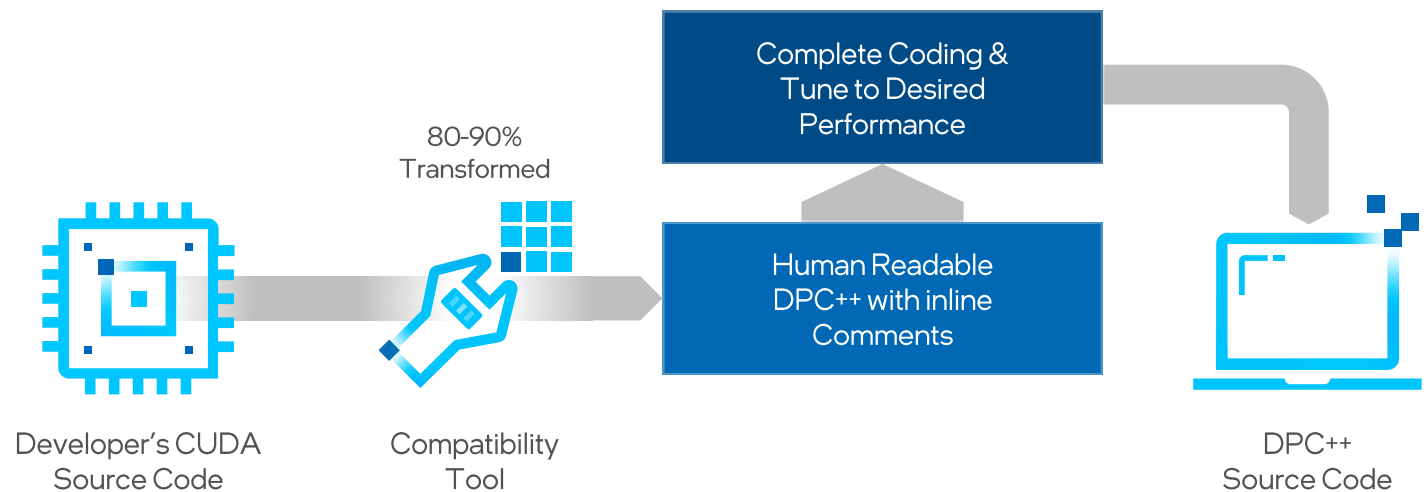 Complete Coding &
Tune to Desired
Performance
80-90%
Transformed
Human Readable
DPC++ with inline
Comments
Developer's CUDA
Source Code
Compatibility
Tool
DPC++
Source Code